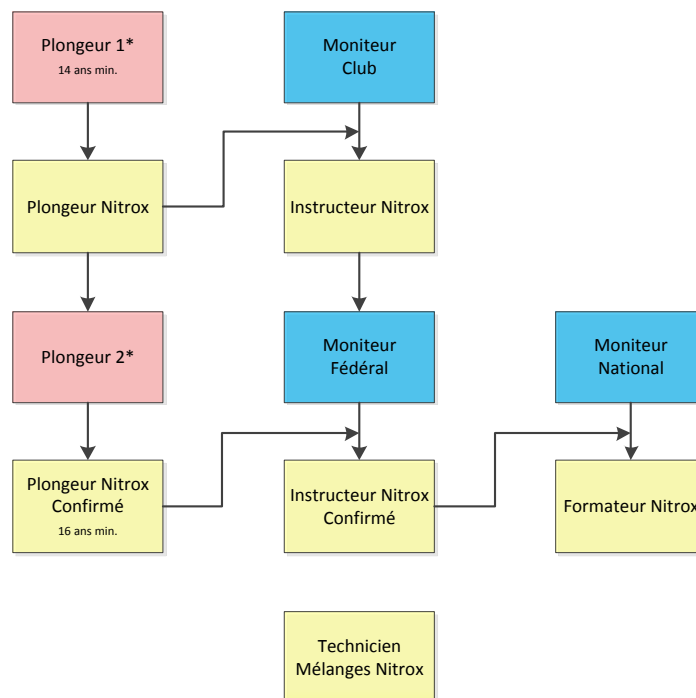 Plongeur 1*
14 ans min.
Moniteur
Club
Plongeur Nitrox
Instructeur Nitrox
Plongeur 2*
Moniteur
Fédéral
Moniteur
National
Plongeur Nitrox
Confirmé
16 ans min.
Instructeur Nitrox
Confirmé
Formateur Nitrox
Technicien
Mélanges Nitrox